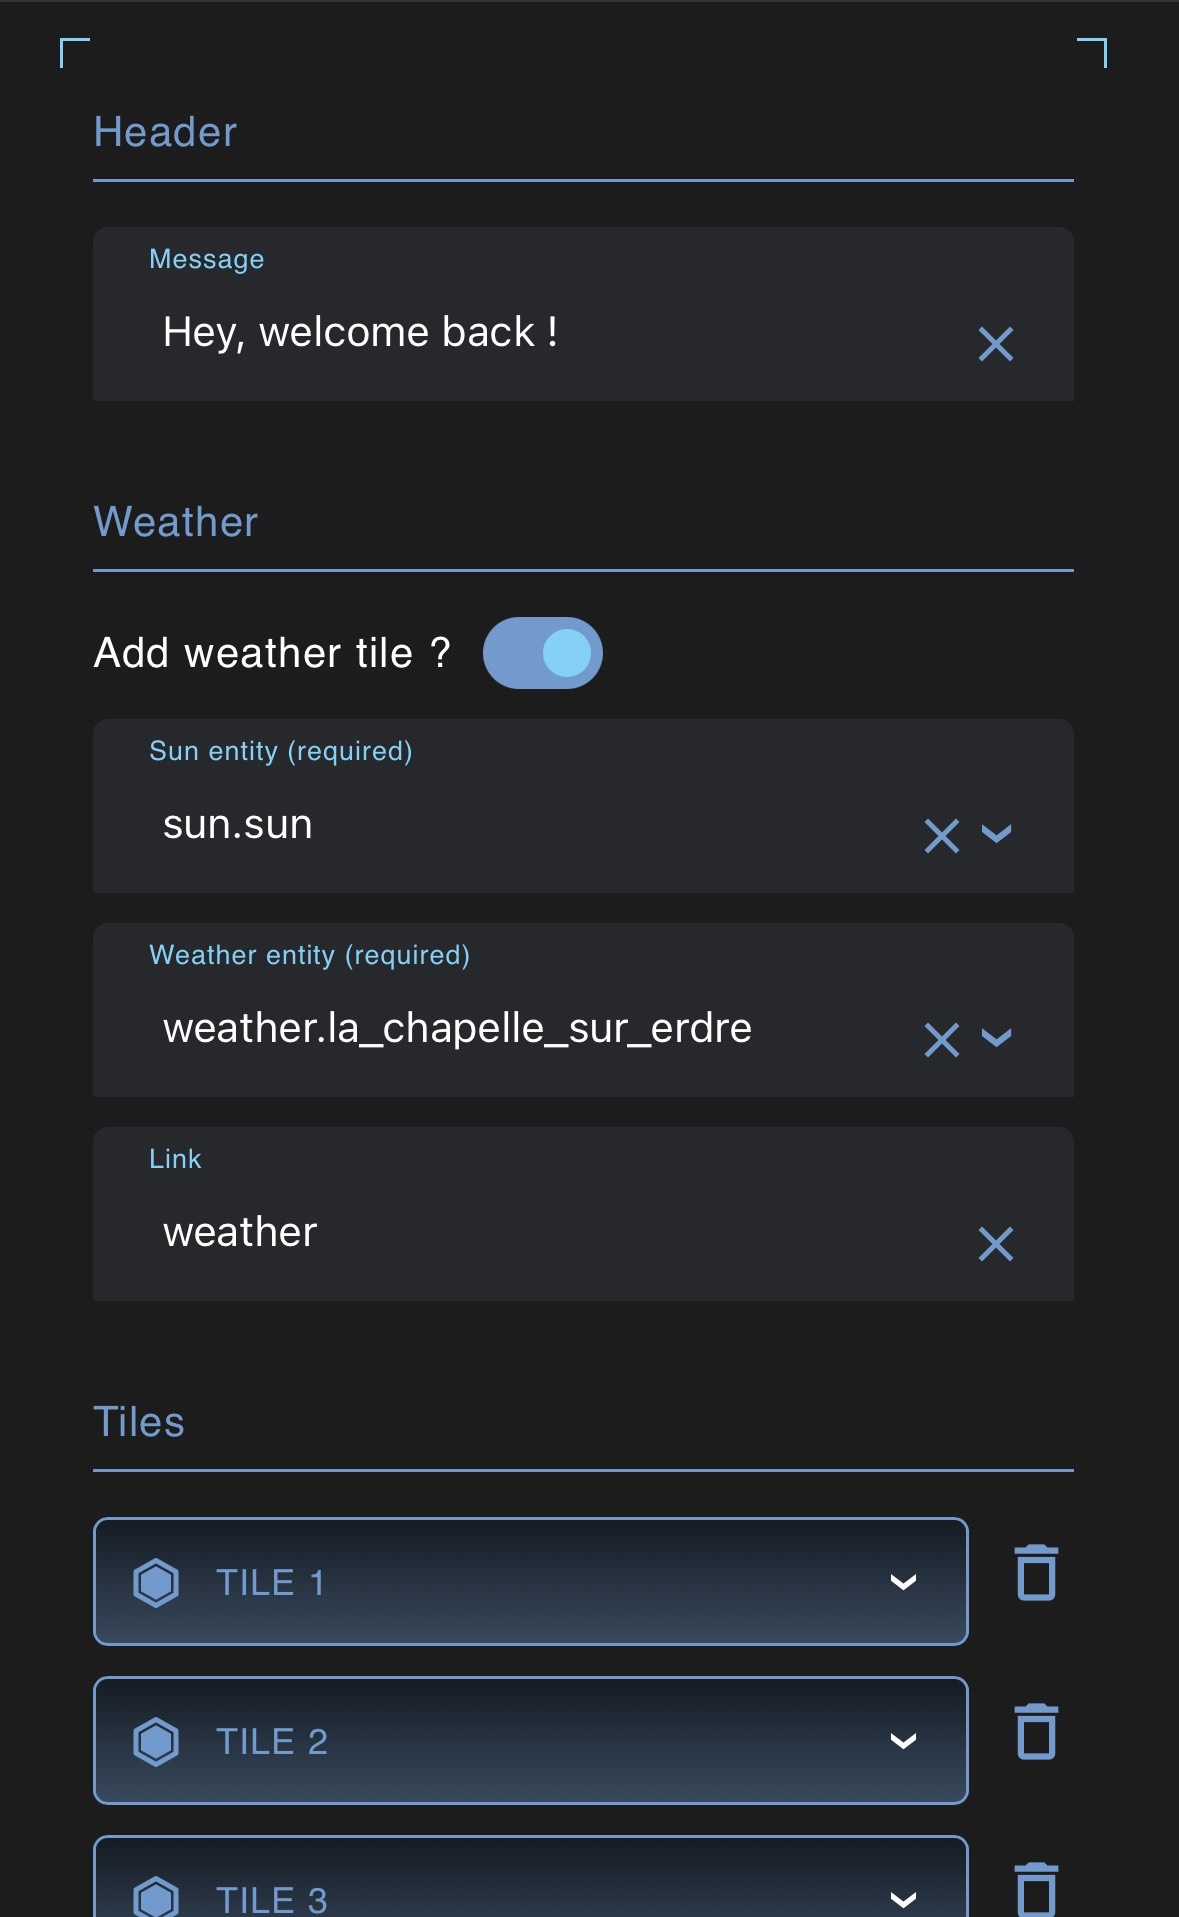 Header
Message
Hey, welcome back !
Weather
Add weather tile ?
Sun entity (required)
sun.sun
Weather entity (required)
weather.la_chapelle_sur_erdre
Link
weather
Tiles
TILE 1
TILE 2
TILE 3